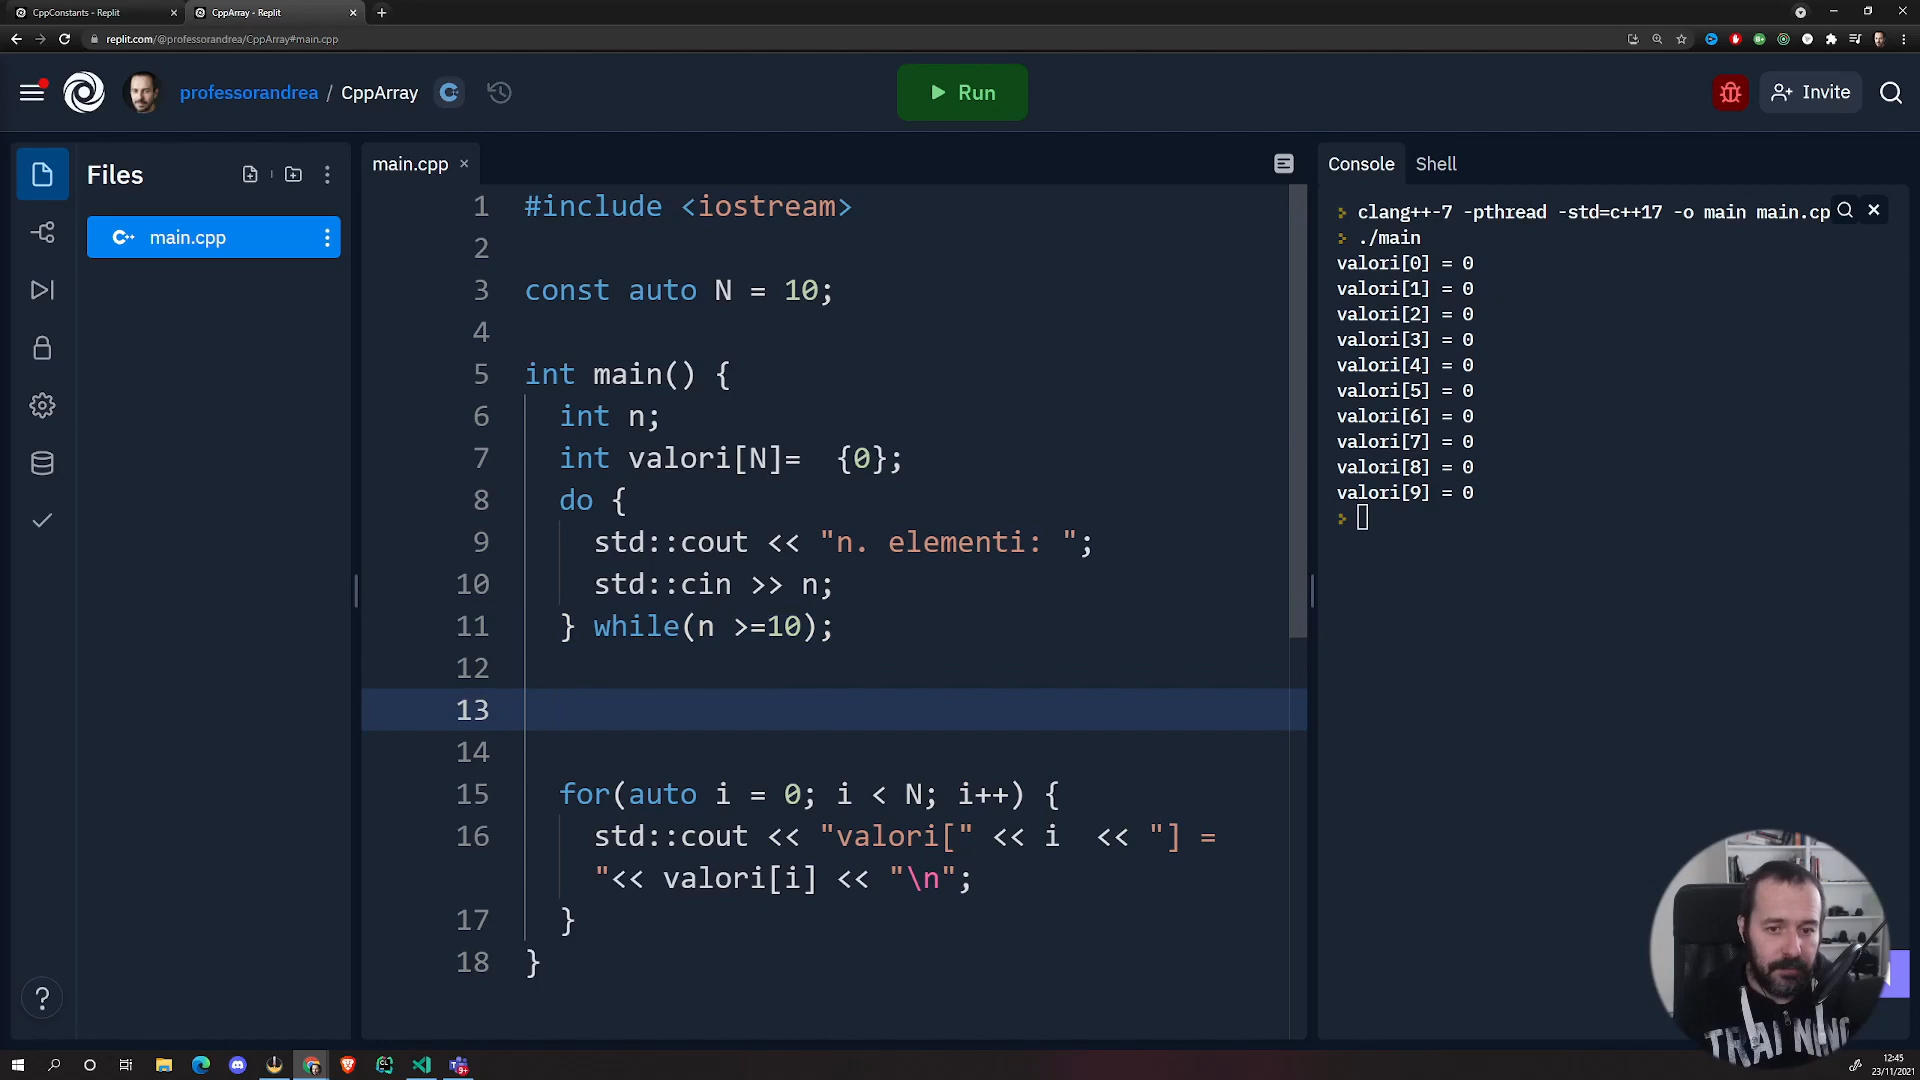 CppConstants - Replit
CppArray - Replit
replit.com/@professorandrea/CppArray#main.cpp
professorandrea / CppArray
Run
Invite
Files
main.cpp
main.cpp
Console
Shell
1 #include <iostream>
2
3 const auto N = 10;
4
5 int main() {
6 int n;
7 int valori[N]=  {0};
8 do {
9 std::cout << "n. elementi: ";
10 std::cin >> n;
11 } while(n >=10);
12
13
14
15 for(auto i = 0; i < N; i++) {
16 std::cout << "valori[" << i  << "] =
"<< valori[i] << "\n";
17 }
18 }
clang++-7 -pthread -std=c++17 -o main main.cp
./main
valori[0] = 0
valori[1] = 0
valori[2] = 0
valori[3] = 0
valori[4] = 0
valori[5] = 0
valori[6] = 0
valori[7] = 0
valori[8] = 0
valori[9] = 0
?
TRAINING
12:45
23/11/2021